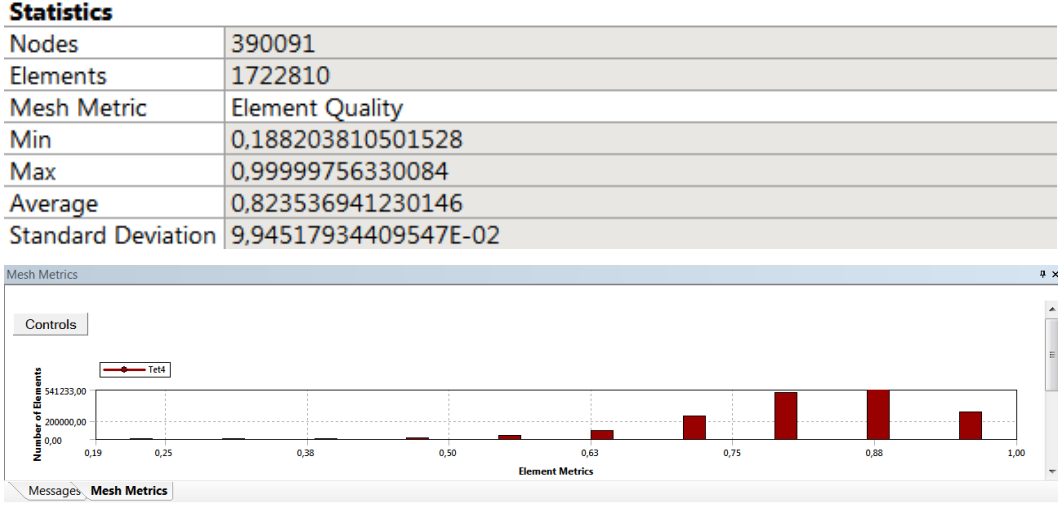 Statistics
Nodes 390091
Elements 1722810
Mesh Metric Element Quality
Min 0,188203810501528
Max 0,99999756330084
Average 0,823536941230146
Standard Deviation 9,94517934409547E-02
Mesh Metrics
Controls
Tet4
Number of Elements
541233,00
200000,00
0,00
0,19 0,25 0,38 0,50 0,63 0,75 0,88 1,00
Element Metrics
Messages Mesh Metrics